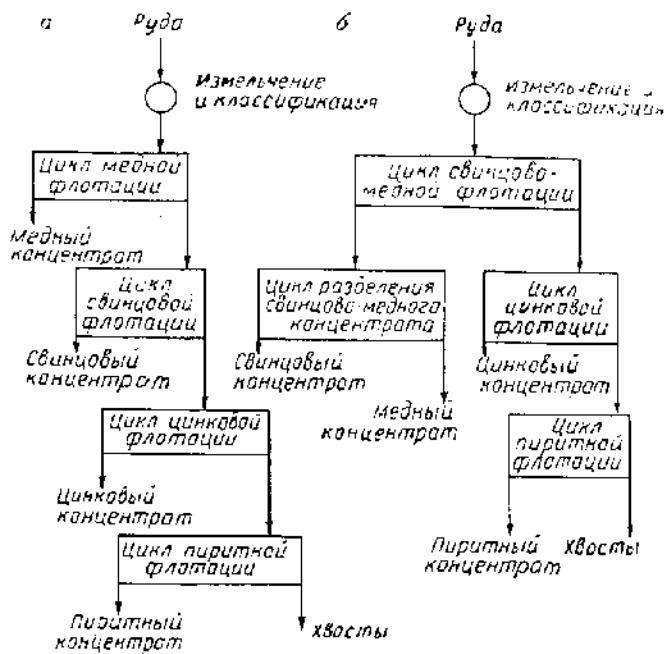 а
Руда
Измельчение
и классификация
Цикл медной
флотации
Медный
концентрат
Цикл
свинцовой
флотации
Свинцовый
концентрат
Цикл цинковой
флотации
Цинковый
концентрат
Цикл пиритной
флотации
Пиритный
концентрат
Хвосты
б
Руда
Измельчение и
классификация
Цикл свинцово-
медной флотации
Цикл разделения
свинцово-медного
концентрата
Свинцовый
концентрат
Медный
концентрат
Цикл
цинковой
флотации
Цинковый
концентрат
Цикл
пиритной
флотации
Пиритный
концентрат
Хвосты